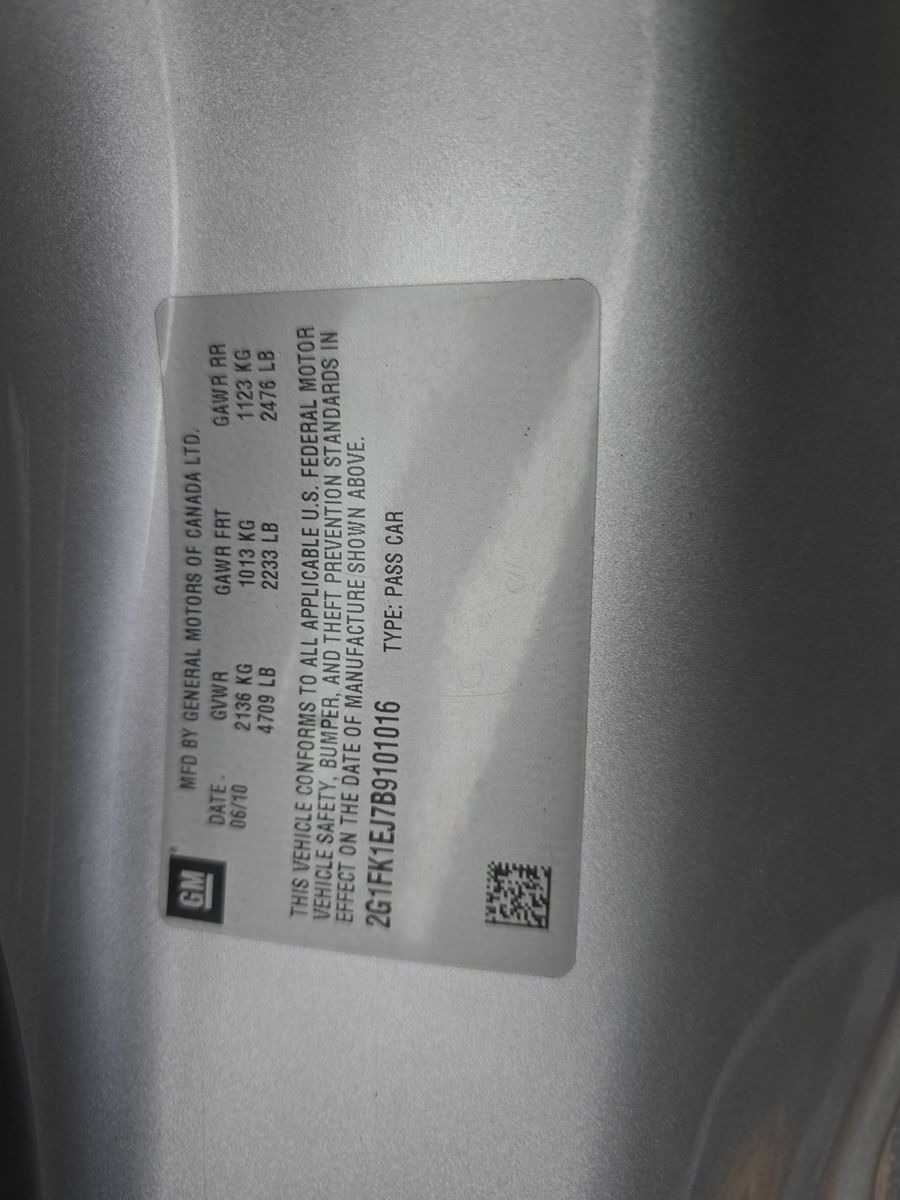 GM®
MFD BY GENERAL MOTORS OF CANADA LTD.
DATE GVWR GAWR FRT GAWR RR
06/10 2136 KG 1013 KG 1123 KG
4709 LB 2233 LB 2476 LB
THIS VEHICLE CONFORMS TO ALL APPLICABLE U.S. FEDERAL MOTOR
VEHICLE SAFETY, BUMPER, AND THEFT PREVENTION STANDARDS IN
EFFECT ON THE DATE OF MANUFACTURE SHOWN ABOVE.
2G1FK1EJ7B9101016 TYPE: PASS CAR